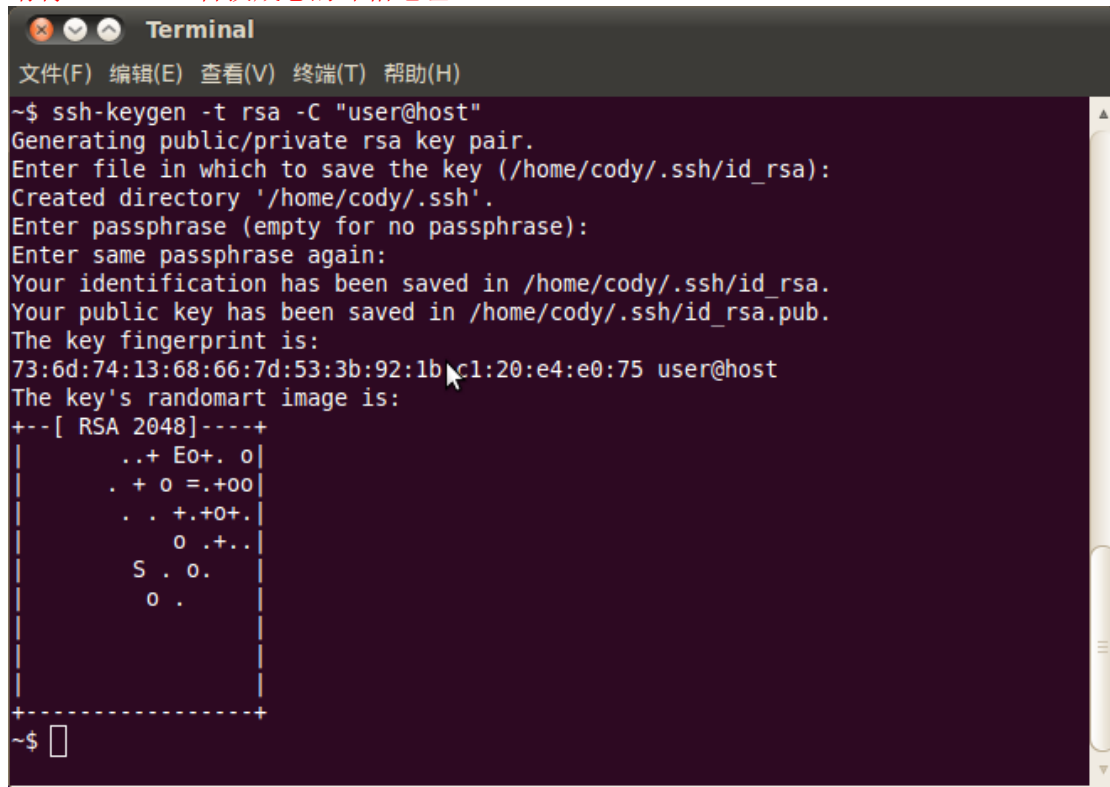 Terminal
文件(F) 编辑(E) 查看(V) 终端(T) 帮助(H)
~$ ssh-keygen -t rsa -C "user@host"
Generating public/private rsa key pair.
Enter file in which to save the key (/home/cody/.ssh/id_rsa):
Created directory '/home/cody/.ssh'.
Enter passphrase (empty for no passphrase):
Enter same passphrase again:
Your identification has been saved in /home/cody/.ssh/id_rsa.
Your public key has been saved in /home/cody/.ssh/id_rsa.pub.
The key fingerprint is:
73:6d:74:13:68:66:7d:53:3b:92:1b:c1:20:e4:e0:75 user@host
The key's randomart image is:
+--[ RSA 2048]----+
|       ..+ Eo+. o|
|      . + o =.+oo|
|       . . +.+o+.|
|          o .+..|
|       S . o.   |
|        o .     |
|                 |
|                 |
|                 |
+-----------------+
~$